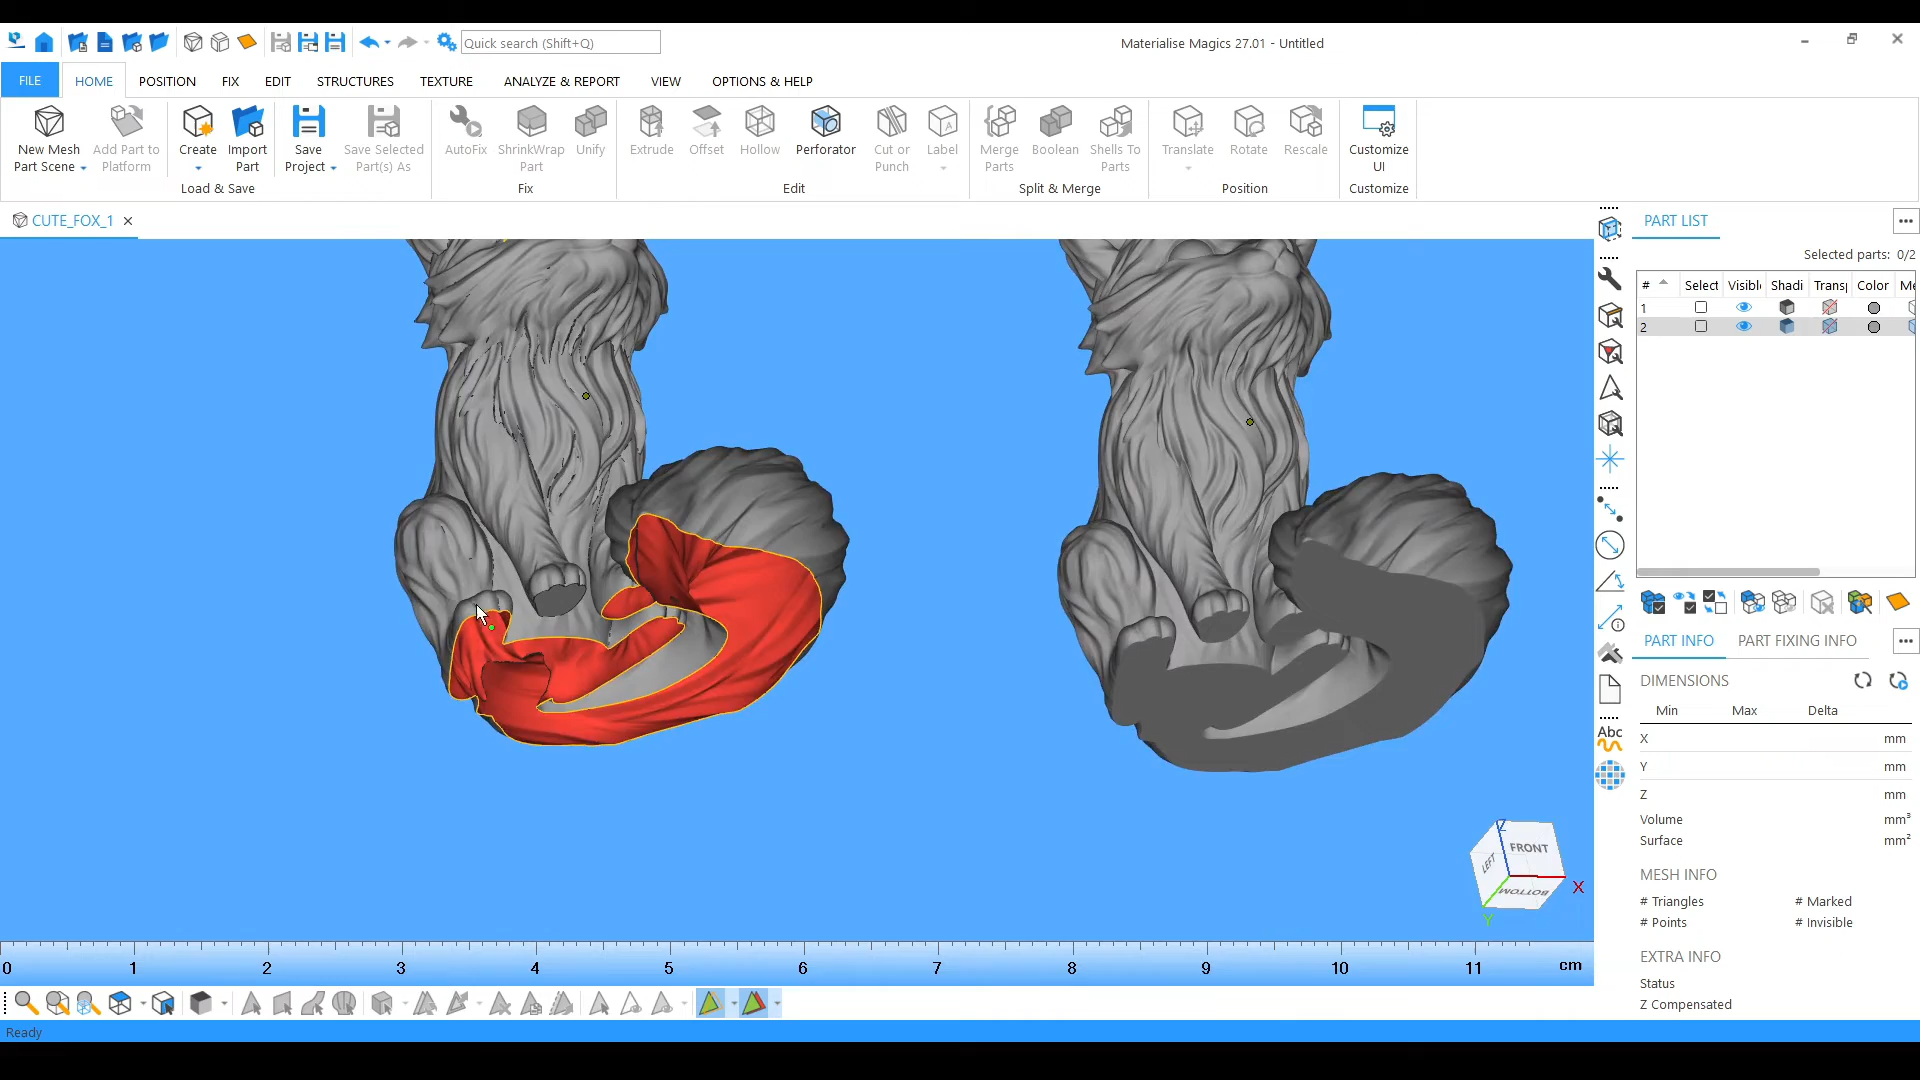 Quick search (Shift+Q)
Materialise Magics 27.01 - Untitled
FILE HOME POSITION FIX EDIT STRUCTURES TEXTURE ANALYZE & REPORT VIEW OPTIONS & HELP
New Mesh Part Scene
Add Part to Platform
Create
Import Part
Save Project
Save Selected Part(s) As
AutoFix
ShrinkWrap Part
Unify
Extrude
Offset
Hollow
Perforator
Cut or Punch
Label
Merge Parts
Boolean
Shells To Parts
Translate
Rotate
Rescale
Customize UI
Load & Save
Fix
Edit
Split & Merge
Position
Customize
CUTE_FOX_1
PART LIST
Selected parts: 0/2
# Select Visibl Shadi Transp Color Me
1
2
PART INFO PART FIXING INFO
DIMENSIONS
Min Max Delta
X mm
Y mm
Z mm
Volume mm³
Surface mm²
MESH INFO
# Triangles # Marked
# Points # Invisible
EXTRA INFO
Status
Z Compensated
Abc
Z
LEFT
FRONT
BOTTOM
X
Y
0 1 2 3 4 5 6 7 8 9 10 11 cm
Ready